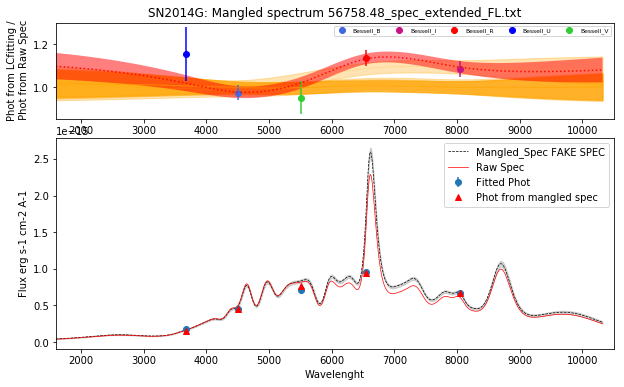 SN2014G: Mangled spectrum 56758.48_spec_extended_FL.txt
Phot from LCfitting /
Phot from Raw Spec
1.2
1.0
Bessell_B
Bessell_I
Bessell_R
Bessell_U
Bessell_V
2000 3000 4000 5000 6000 7000 8000 9000 10000
Flux erg s-1 cm-2 A-1
2.5
2.0
1.5
1.0
0.5
0.0
Mangled_Spec FAKE SPEC
Raw Spec
Fitted Phot
Phot from mangled spec
2000 3000 4000 5000 6000 7000 8000 9000 10000
Wavelenght